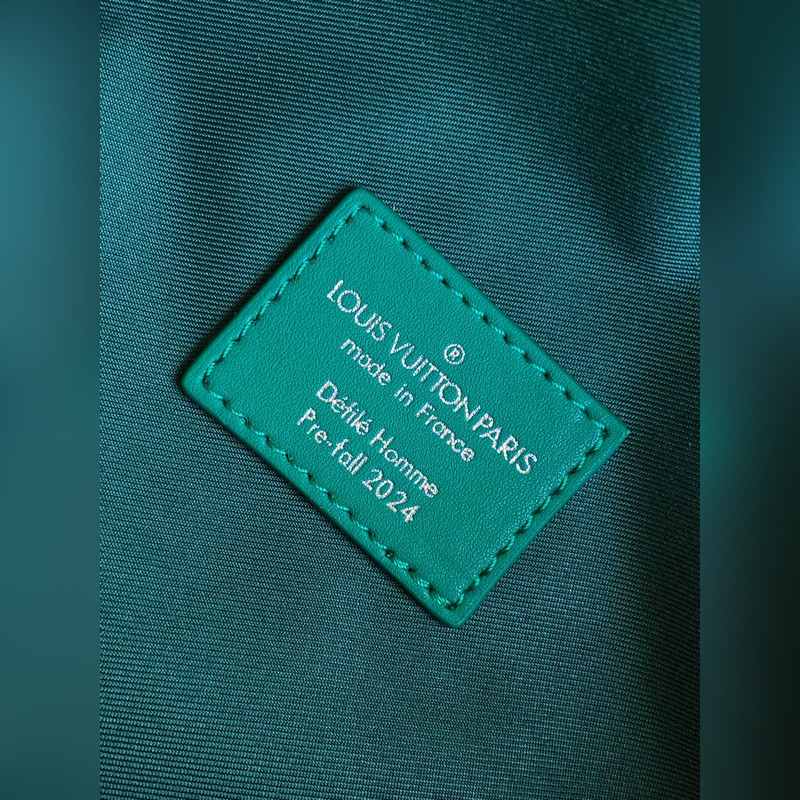 ®
LOUIS VUITTON PARIS
made in France
Défilé Homme
Pre-fall 2024